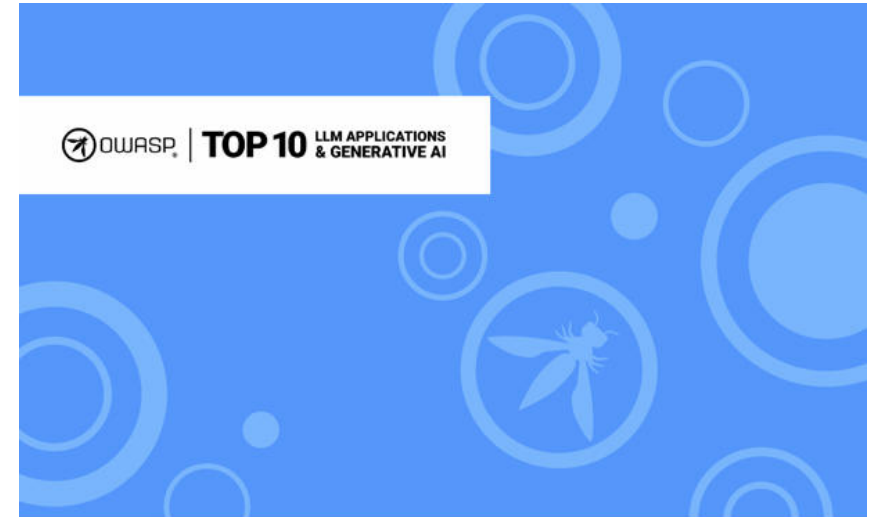 OWASP® | TOP 10 LLM APPLICATIONS
& GENERATIVE AI